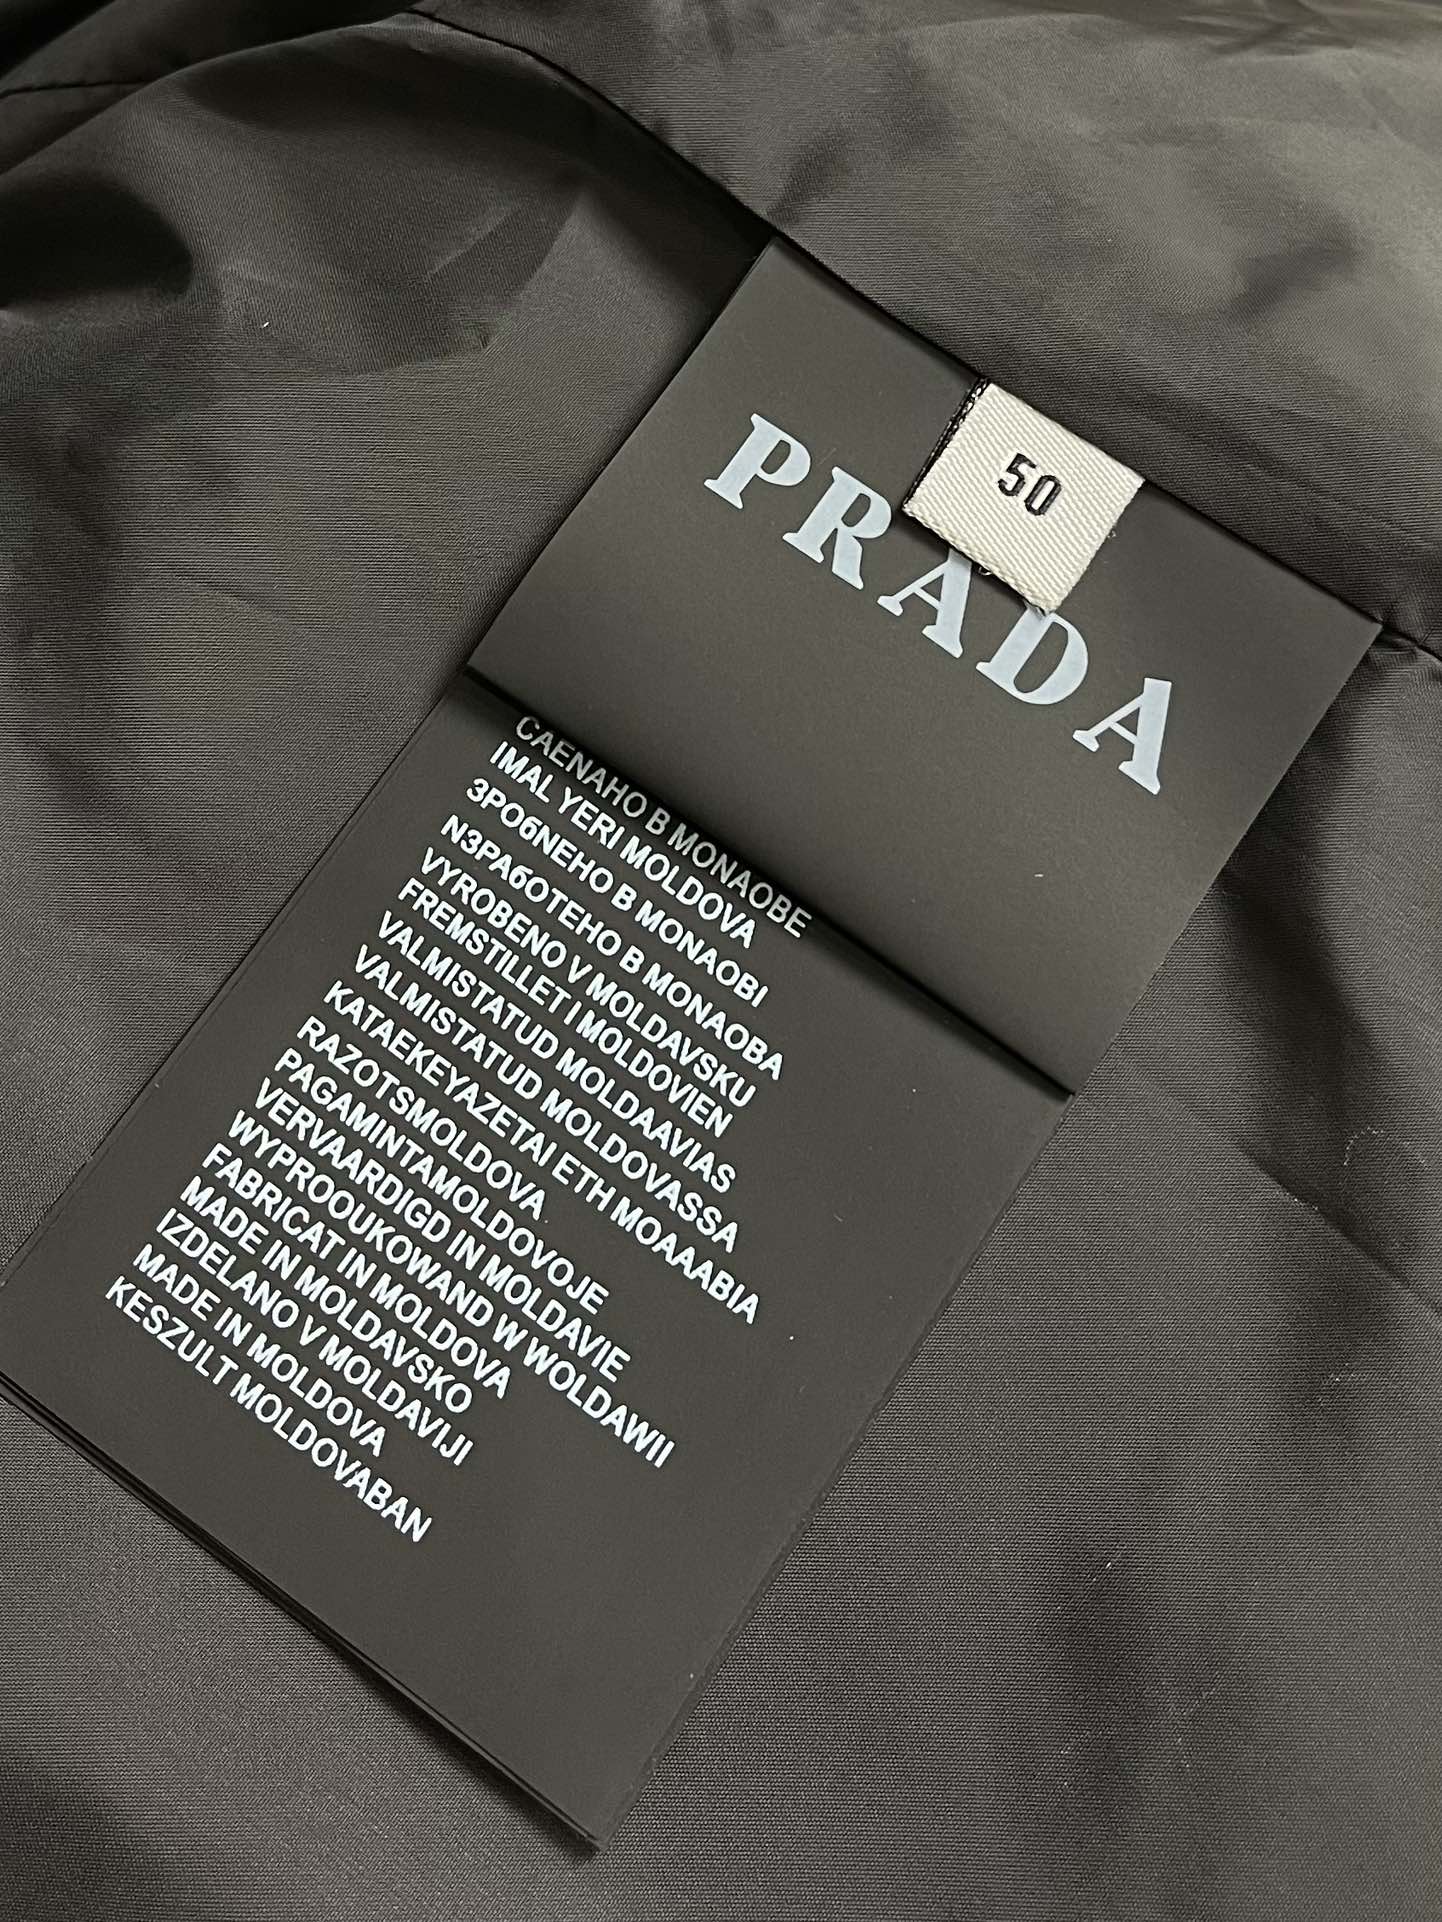 PRADA
50
CAENAHO B MONAOBE
IMAL YERI MOLDOVA
3PO6NEHO B MONAOBI
N3PA6OTEHO B MONAOBA
VYROBENO V MOLDAVSKU
FREMSTILLET I MOLDOVIEN
VALMISTATUD MOLDAAVIAS
VALMISTATUD MOLDOVASSA
KATAEKEYAZETAI ETH MOAAABIA
RAZOTSMOLDOVA
PAGAMINTAMOLDOVOJE
VERVAARDIGD IN MOLDAVIE
WYPROOUKOWAND W WOLDAWII
FABRICAT IN MOLDOVA
MADE IN MOLDAVSKO
IZDELANO V MOLDAVIJI
MADE IN MOLDOVA
KESZULT MOLDOVABAN